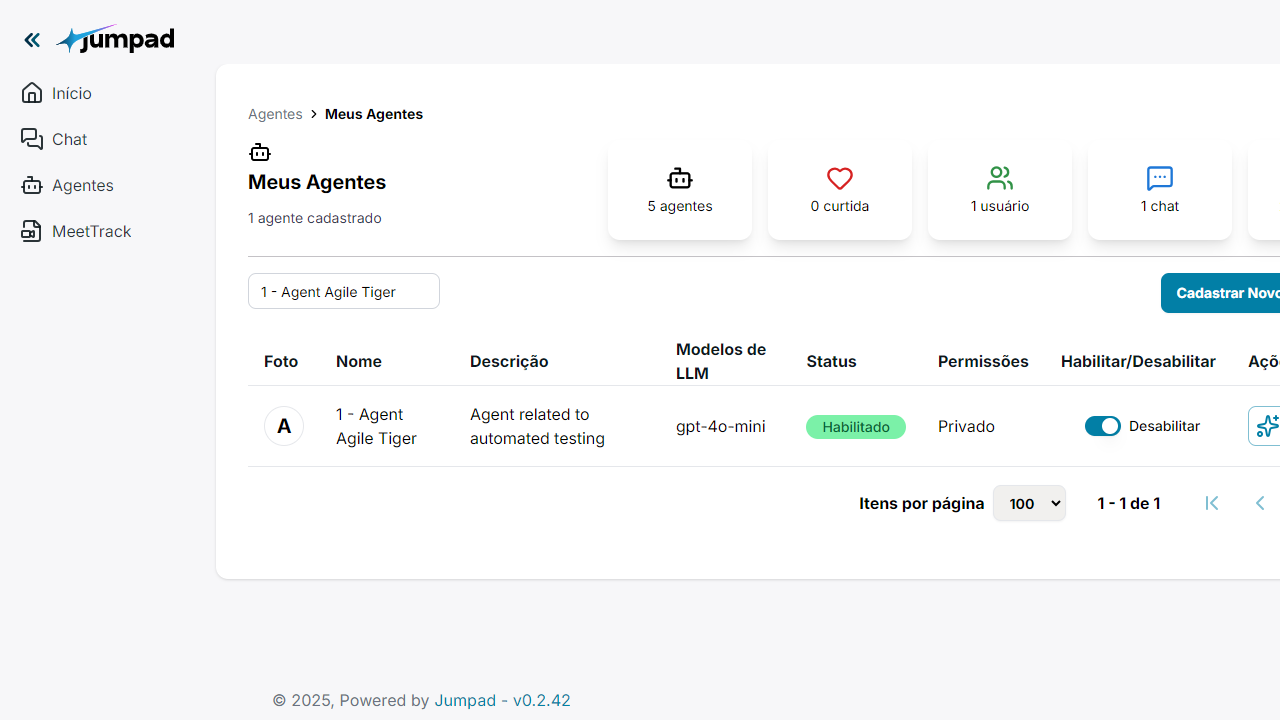 jumpad
Início
Chat
Agentes
MeetTrack
Agentes > Meus Agentes
Meus Agentes
1 agente cadastrado
5 agentes
0 curtida
1 usuário
1 chat
1 - Agent Agile Tiger
Cadastrar Novo
Foto Nome Descrição Modelos de LLM Status Permissões Habilitar/Desabilitar Açõ
A
1 - Agent
Agile Tiger
Agent related to
automated testing
gpt-4o-mini
Habilitado
Privado
Desabilitar
Itens por página 100 1 - 1 de 1
© 2025, Powered by Jumpad - v0.2.42